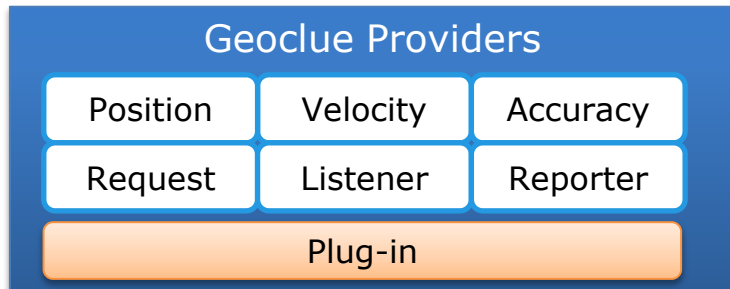 Geoclue Providers
Position Velocity Accuracy
Request Listener Reporter
Plug-in